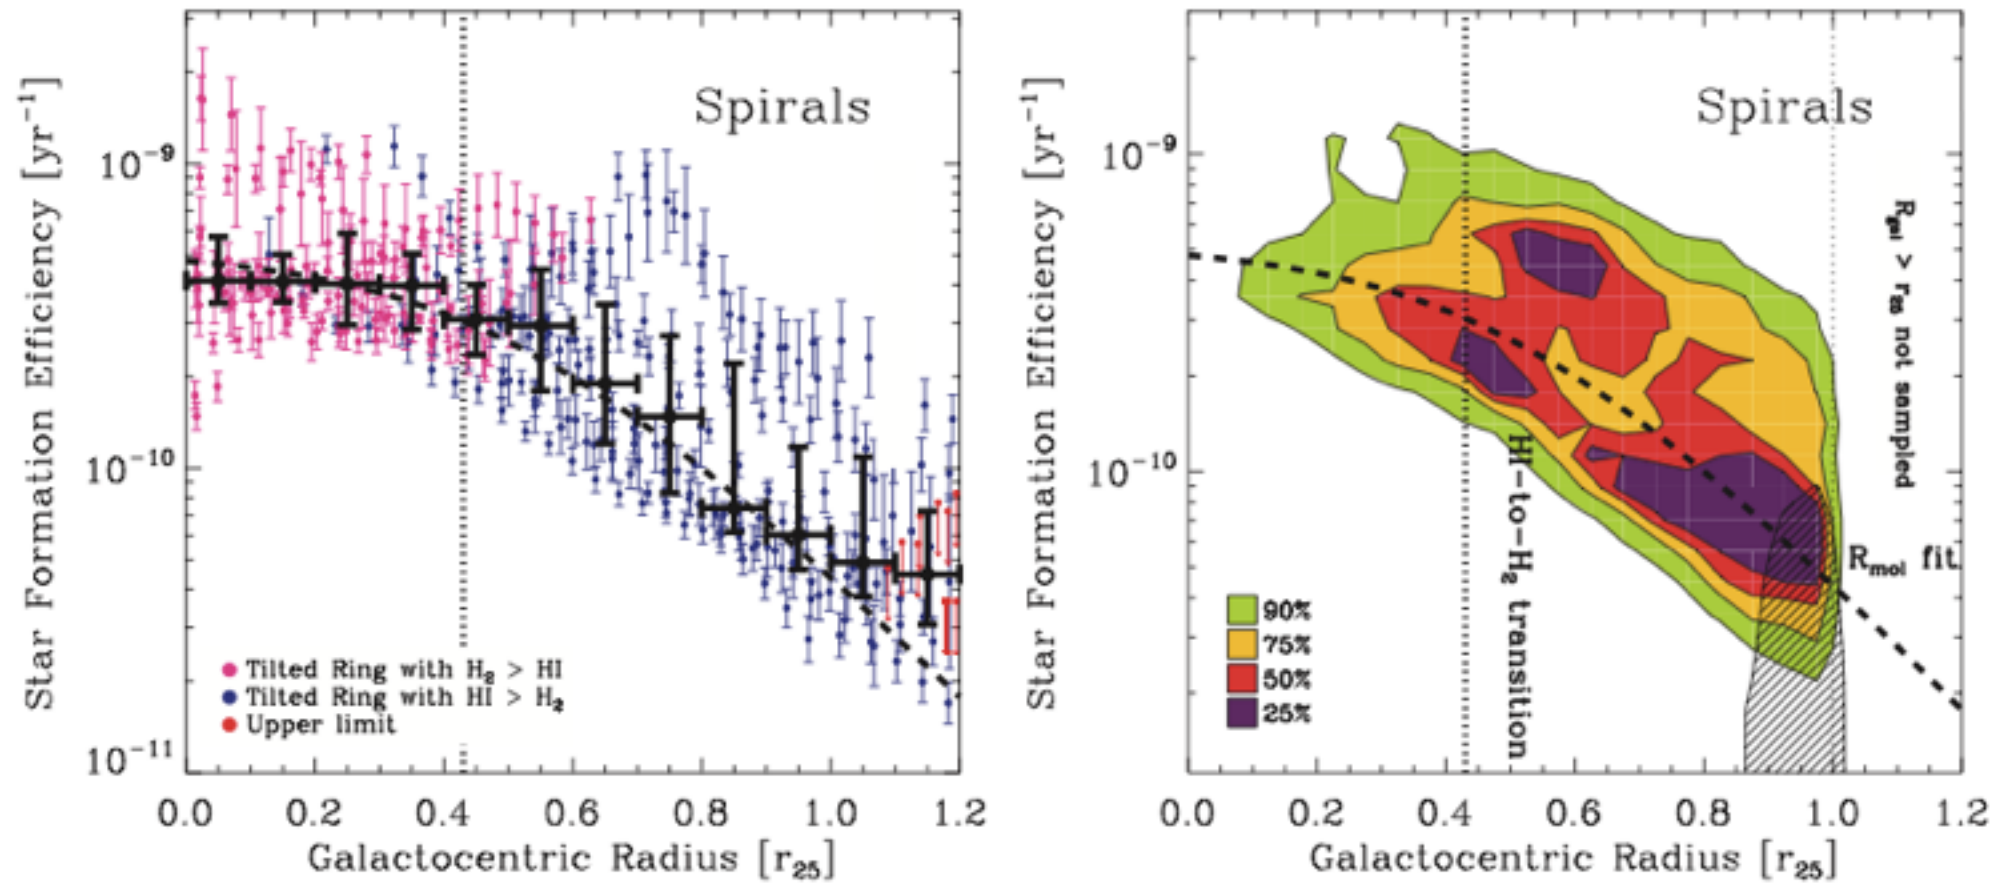 Spirals
Star Formation Efficiency [yr⁻¹]
10⁻⁹
10⁻¹⁰
10⁻¹¹
Tilted Ring with H₂ > HI
Tilted Ring with HI > H₂
Upper limit
0.0 0.2 0.4 0.6 0.8 1.0 1.2
Galactocentric Radius [r₂₅]
Spirals
Star Formation Efficiency [yr⁻¹]
10⁻⁹
10⁻¹⁰
R_gal > r₂₅ not sampled
HI-to-H₂ transition
R_mol fit
90%
75%
50%
25%
0.0 0.2 0.4 0.6 0.8 1.0 1.2
Galactocentric Radius [r₂₅]